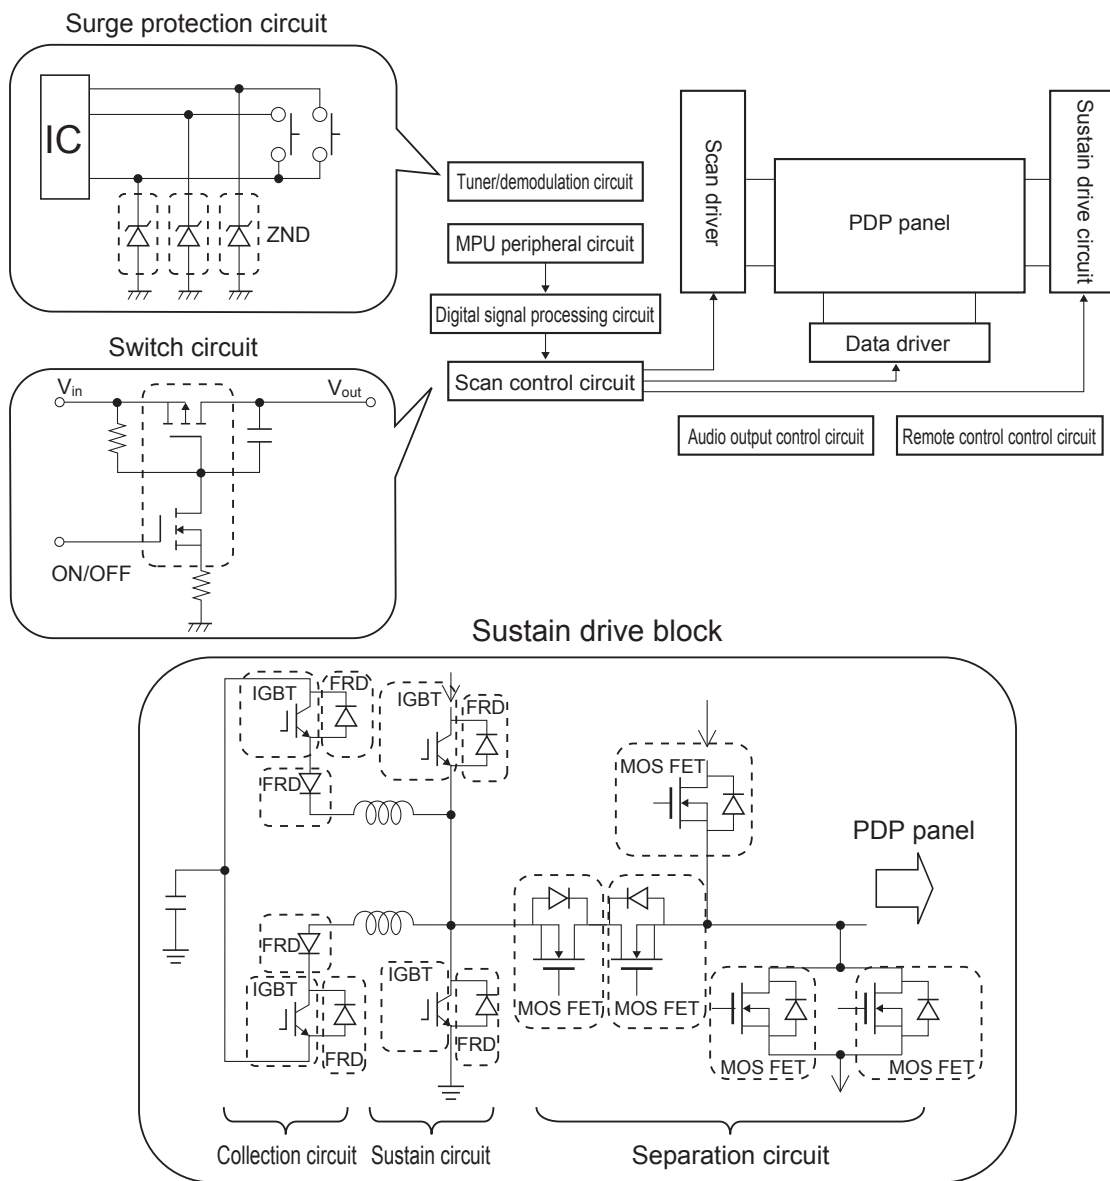 Surge protection circuit
IC
ZND
Tuner/demodulation circuit
MPU peripheral circuit
Digital signal processing circuit
Scan control circuit
Scan driver
PDP panel
Sustain drive circuit
Data driver
Audio output control circuit
Remote control control circuit
Switch circuit
Vin
Vout
ON/OFF
Sustain drive block
IGBT
FRD
IGBT
FRD
FRD
MOS FET
PDP panel
FRD
IGBT
IGBT
FRD
FRD
MOS FET
MOS FET
MOS FET
MOS FET
Collection circuit
Sustain circuit
Separation circuit